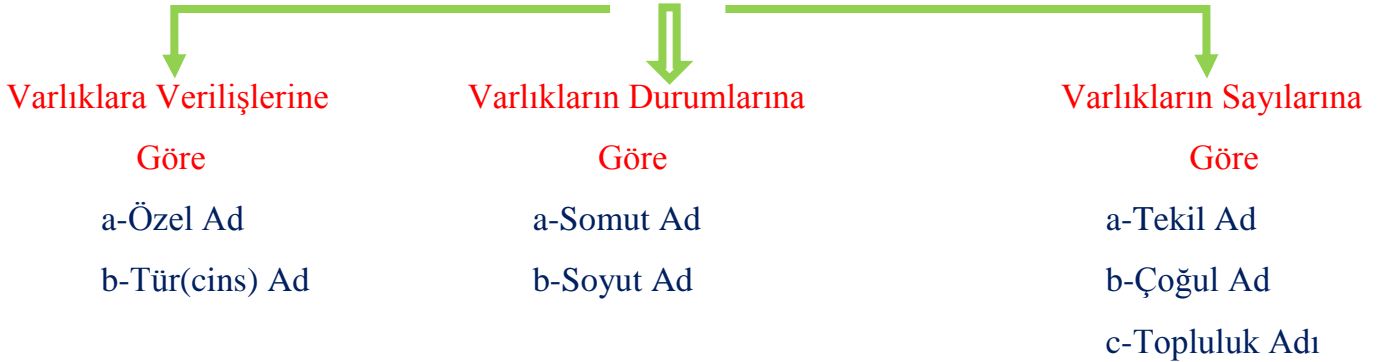 Varlıklara Verilişlerine
Göre
a-Özel Ad
b-Tür(cins) Ad
Varlıkların Durumlarına
Göre
a-Somut Ad
b-Soyut Ad
Varlıkların Sayılarına
Göre
a-Tekil Ad
b-Çoğul Ad
c-Topluluk Adı